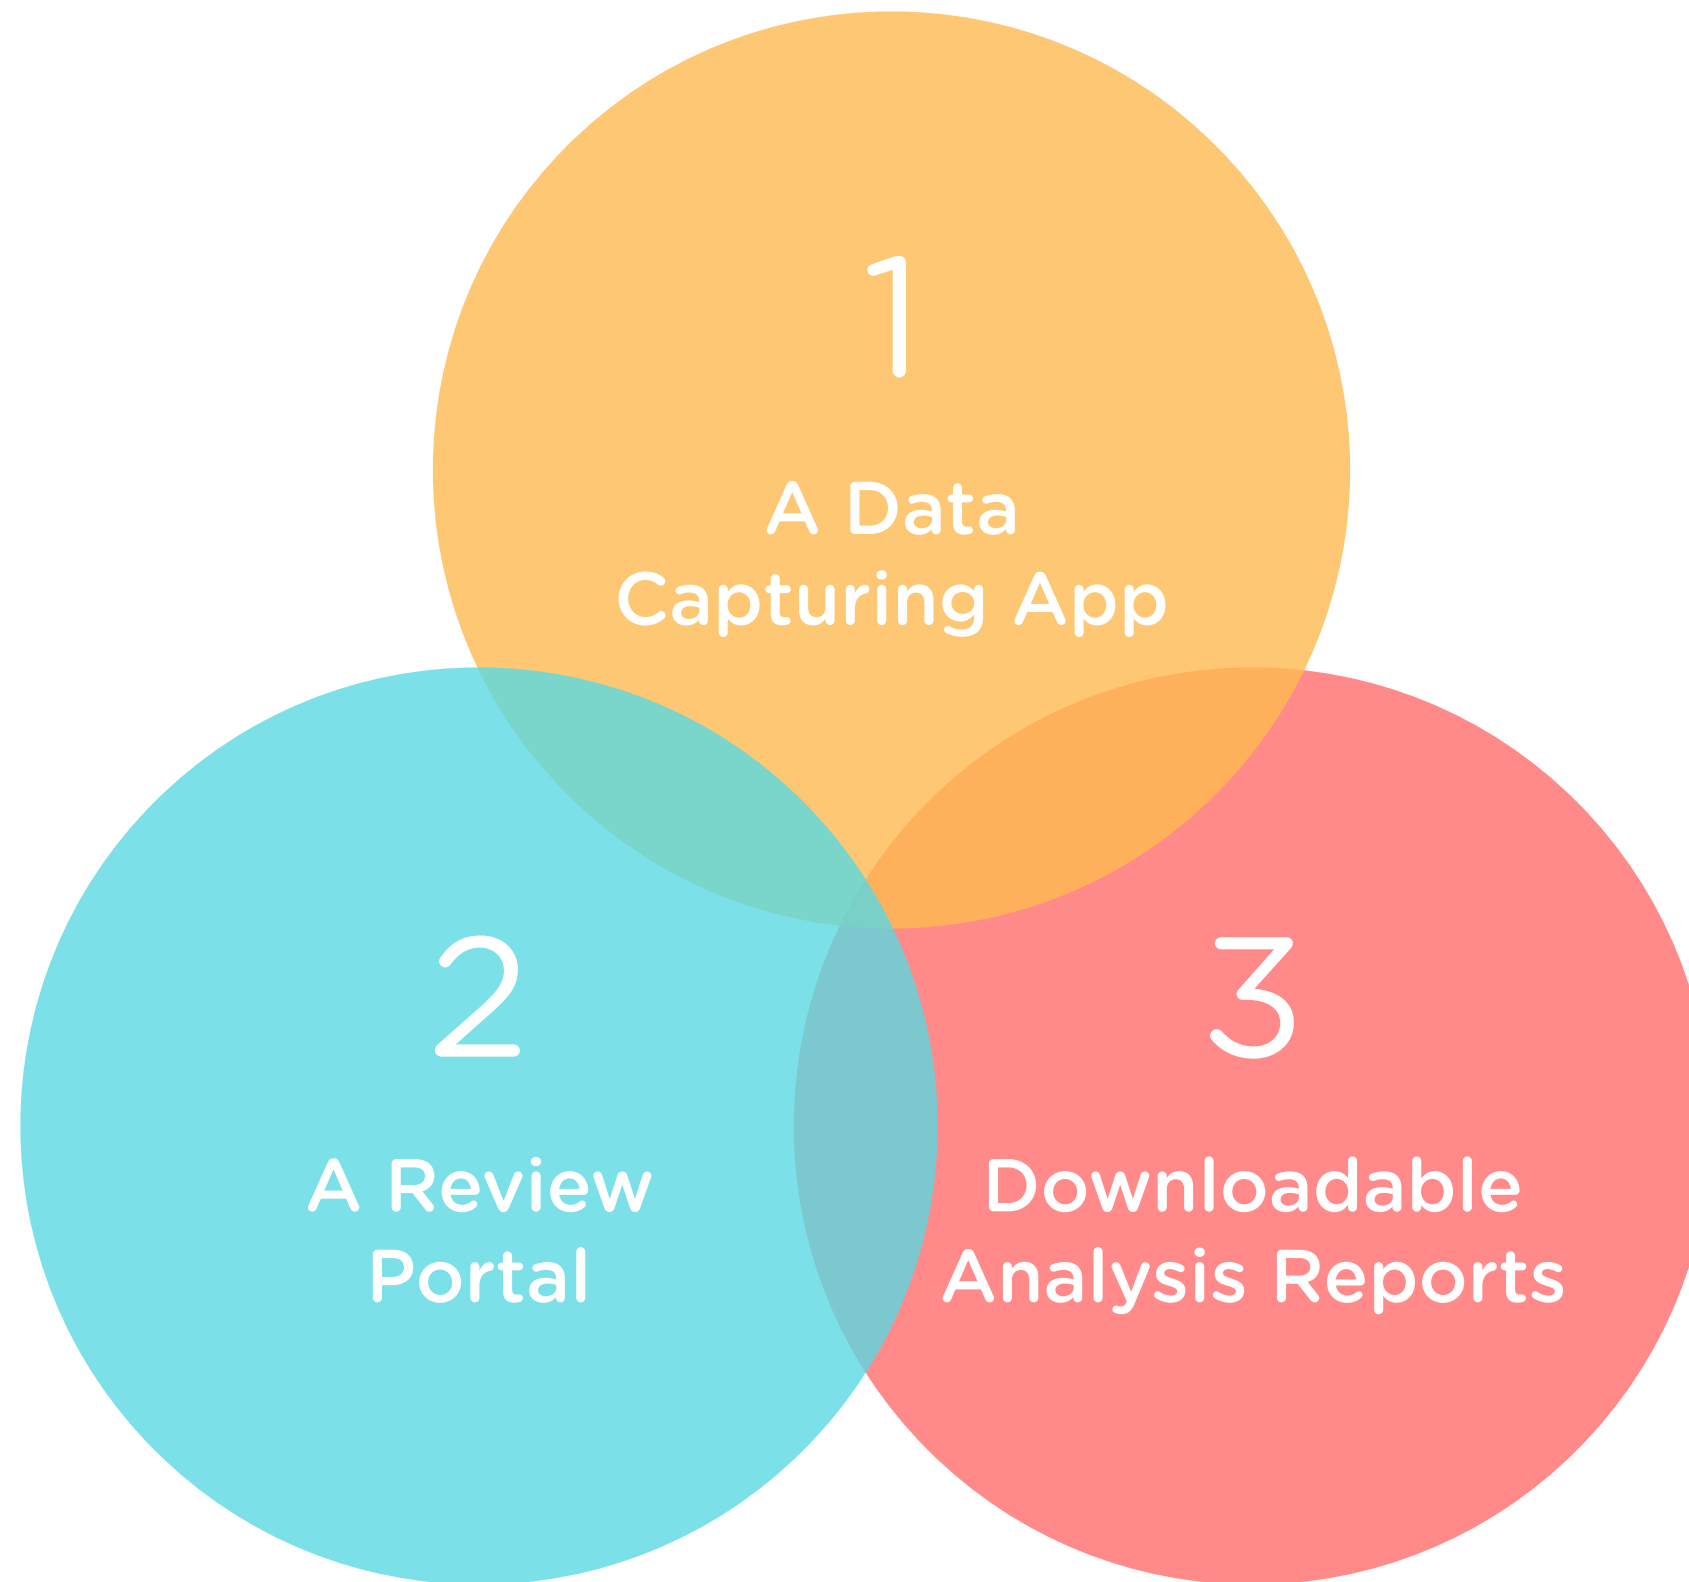 1
A Data
Capturing App
2
A Review
Portal
3
Downloadable
Analysis Reports